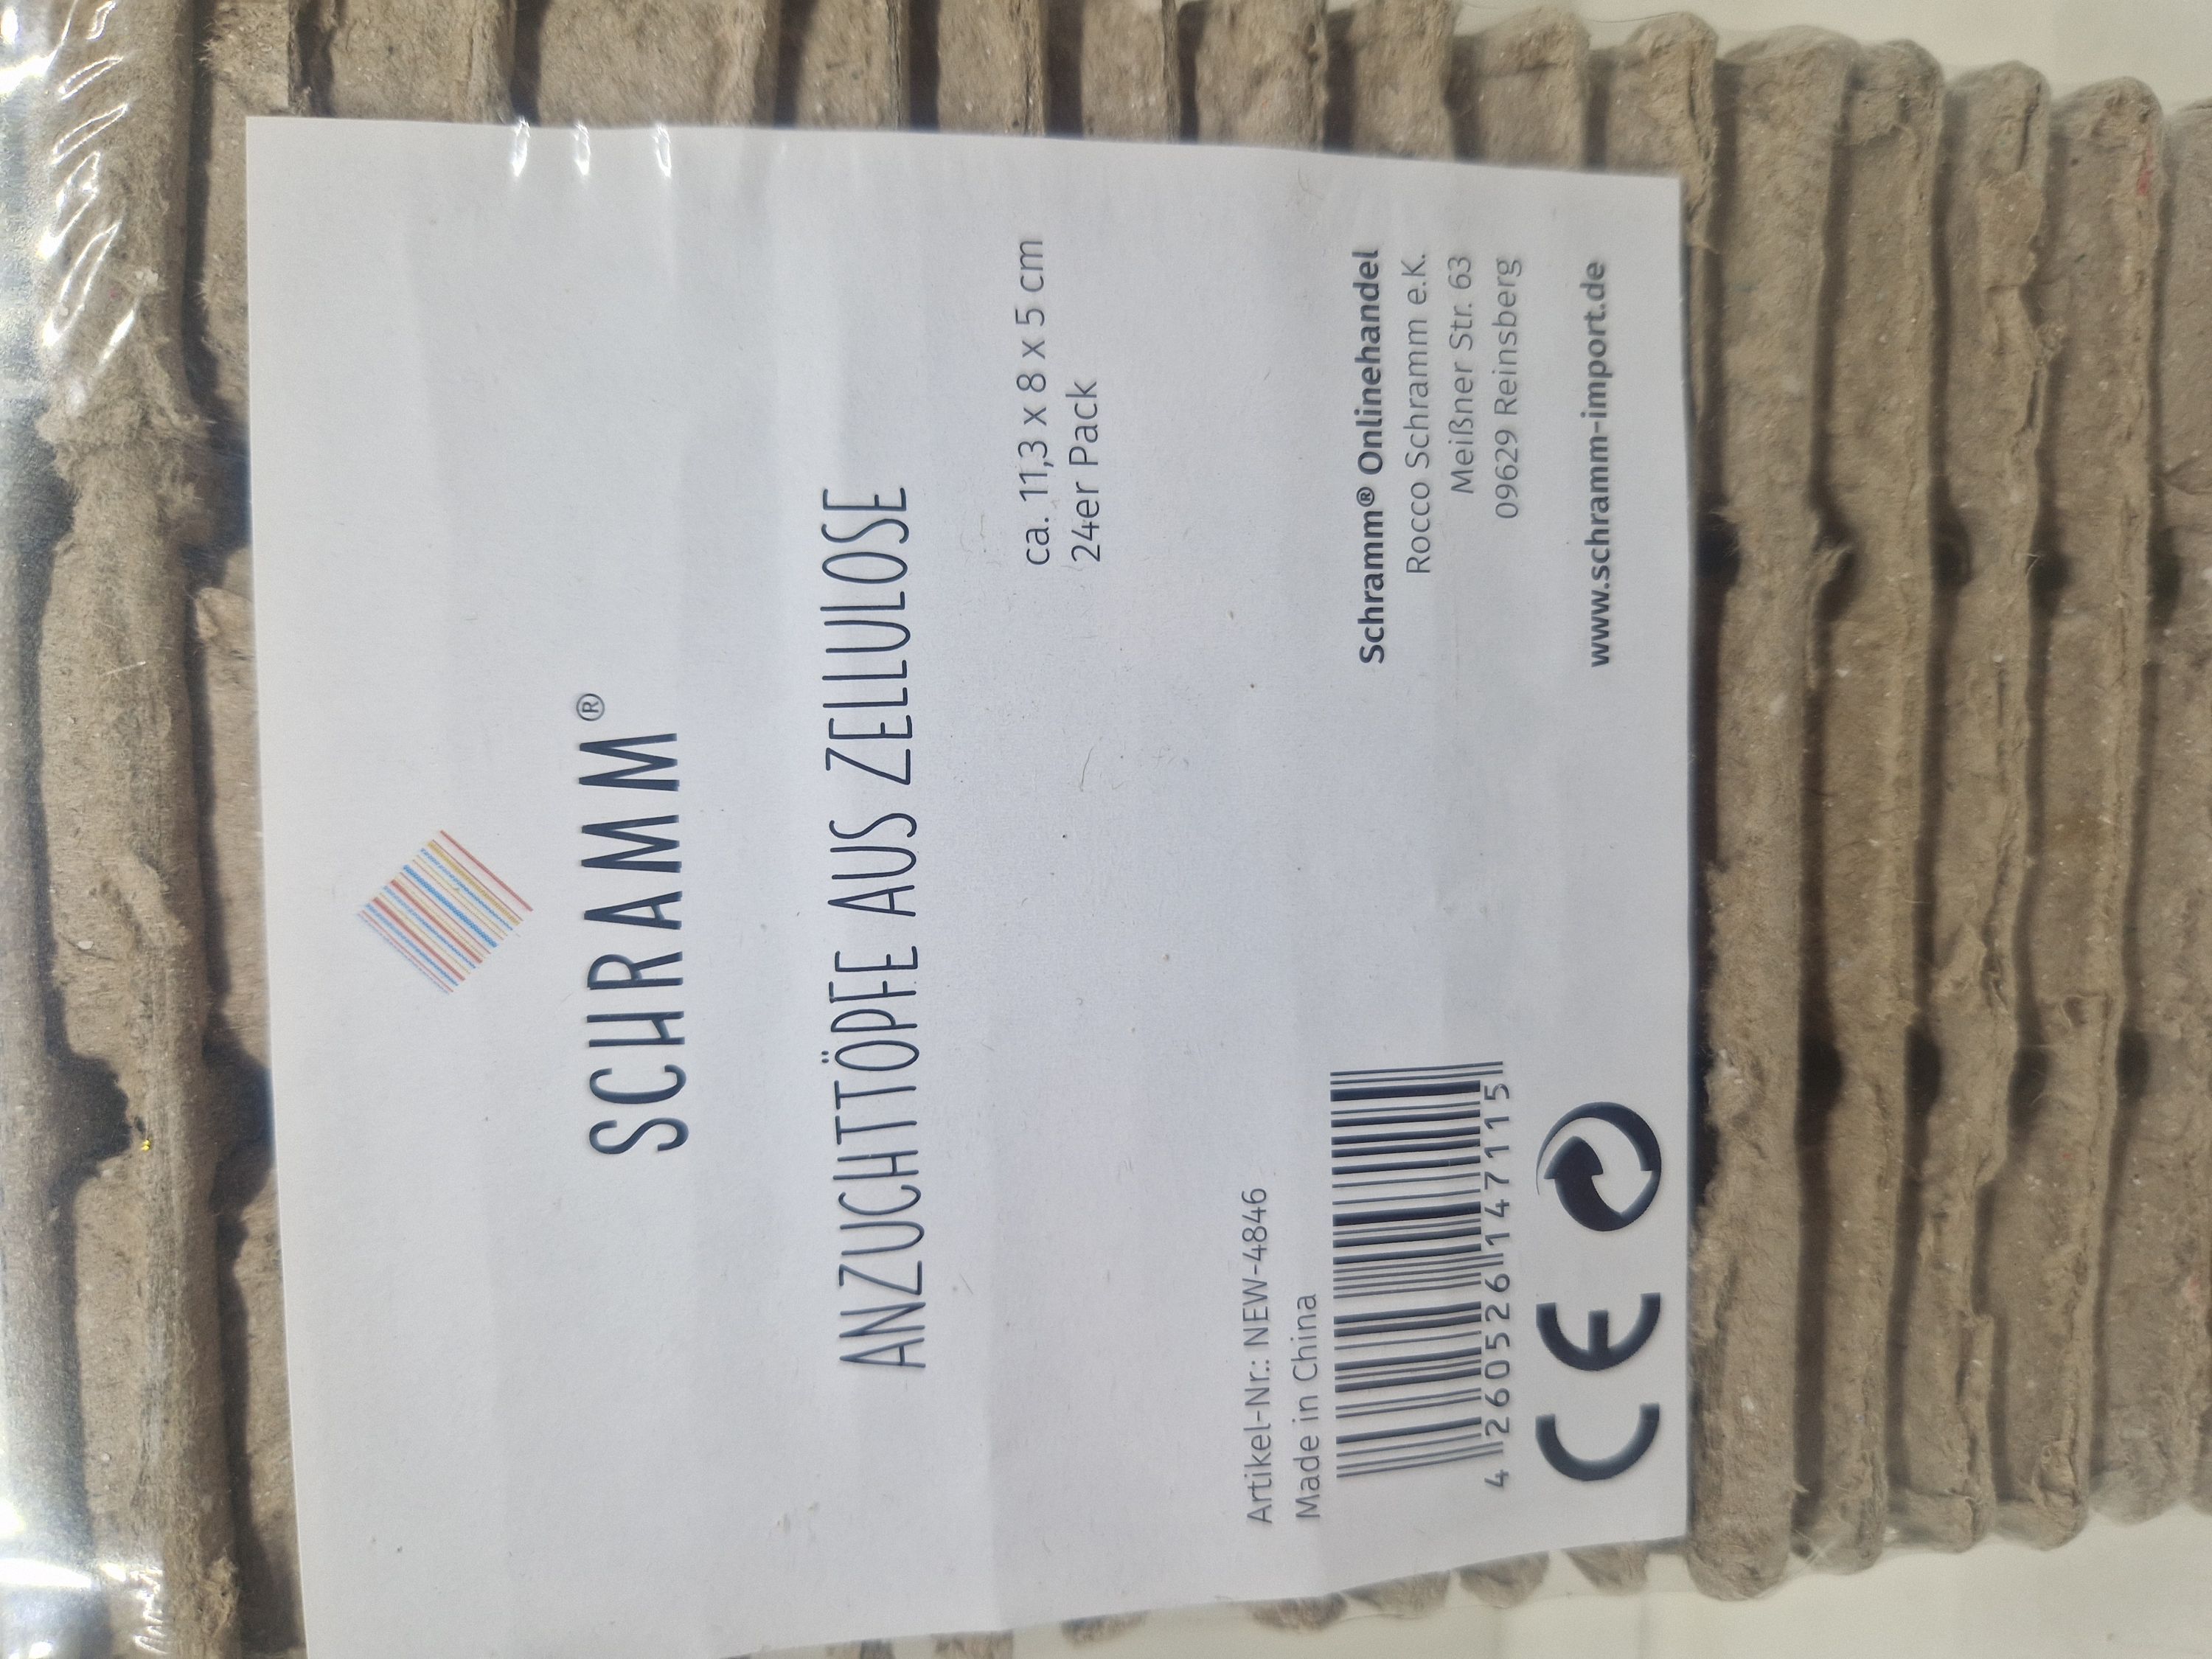 SCHRAMM®
ANZUCHTTÖPFE AUS ZELLULOSE
ca. 11,3 x 8 x 5 cm
24er Pack
Artikel-Nr.: NEW-4846
Made in China
4 260526 147115
CE
Schramm® Onlinehandel
Rocco Schramm e.K.
Meißner Str. 63
09629 Reinsberg
www.schramm-import.de